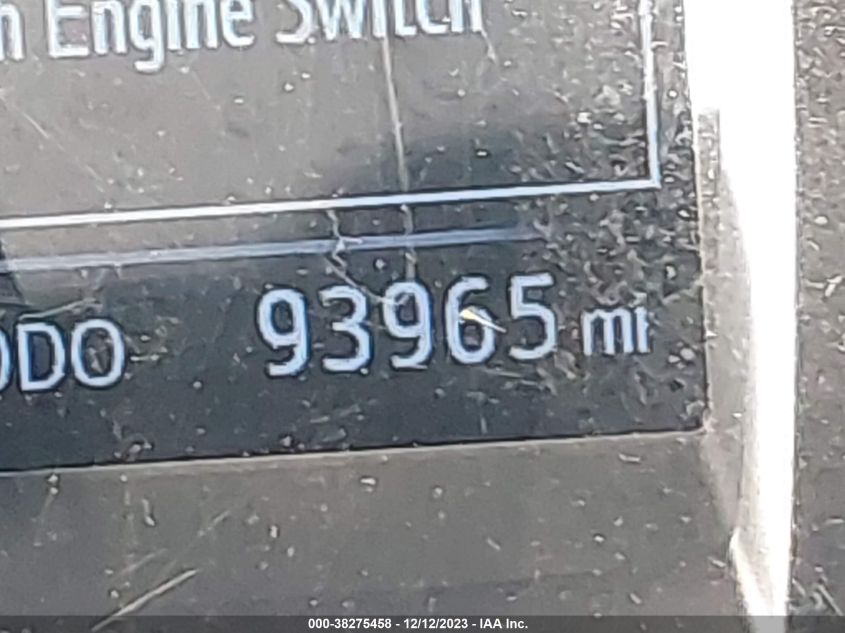 Engine Switch
ODO 93965 mi
000-38275458 - 12/12/2023 - IAA Inc.